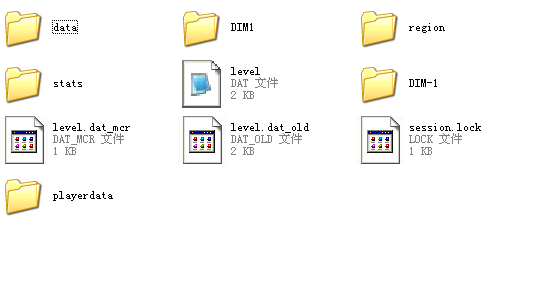 data
DIM1
region
stats
level
DAT 文件
2 KB
DIM-1
level.dat_mcr
DAT_MCR 文件
1 KB
level.dat_old
DAT_OLD 文件
2 KB
session.lock
LOCK 文件
1 KB
playerdata